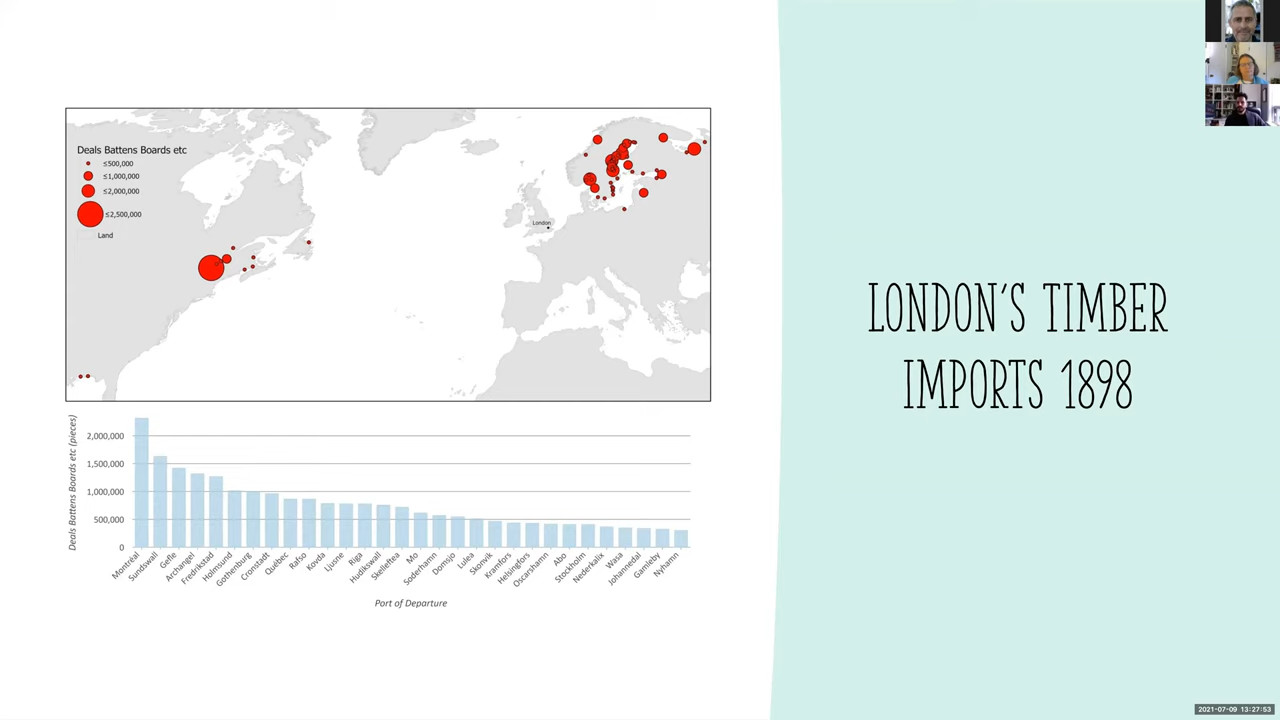 Deals Battens Boards etc
≤500,000
≤1,000,000
≤2,000,000
≤2,500,000
Land
London
LONDON'S TIMBER
IMPORTS 1898
Deals Battens Boards etc (pieces)
2,000,000
1,500,000
1,000,000
500,000
0
Montréal
Sundswall
Gefle
Archangel
Fredrikstad
Holmsund
Gothenburg
Cronstadt
Québec
Rafso
Kovda
Ljusne
Riga
Hudikswall
Skelleftea
Mo
Soderhamn
Domsjo
Lulea
Skonvik
Kramfors
Helsingfors
Oscarshamn
Abo
Stockholm
Nederkalix
Wasa
Johannedal
Gamleby
Nyhamn
Port of Departure
2021-07-09 13:27:53